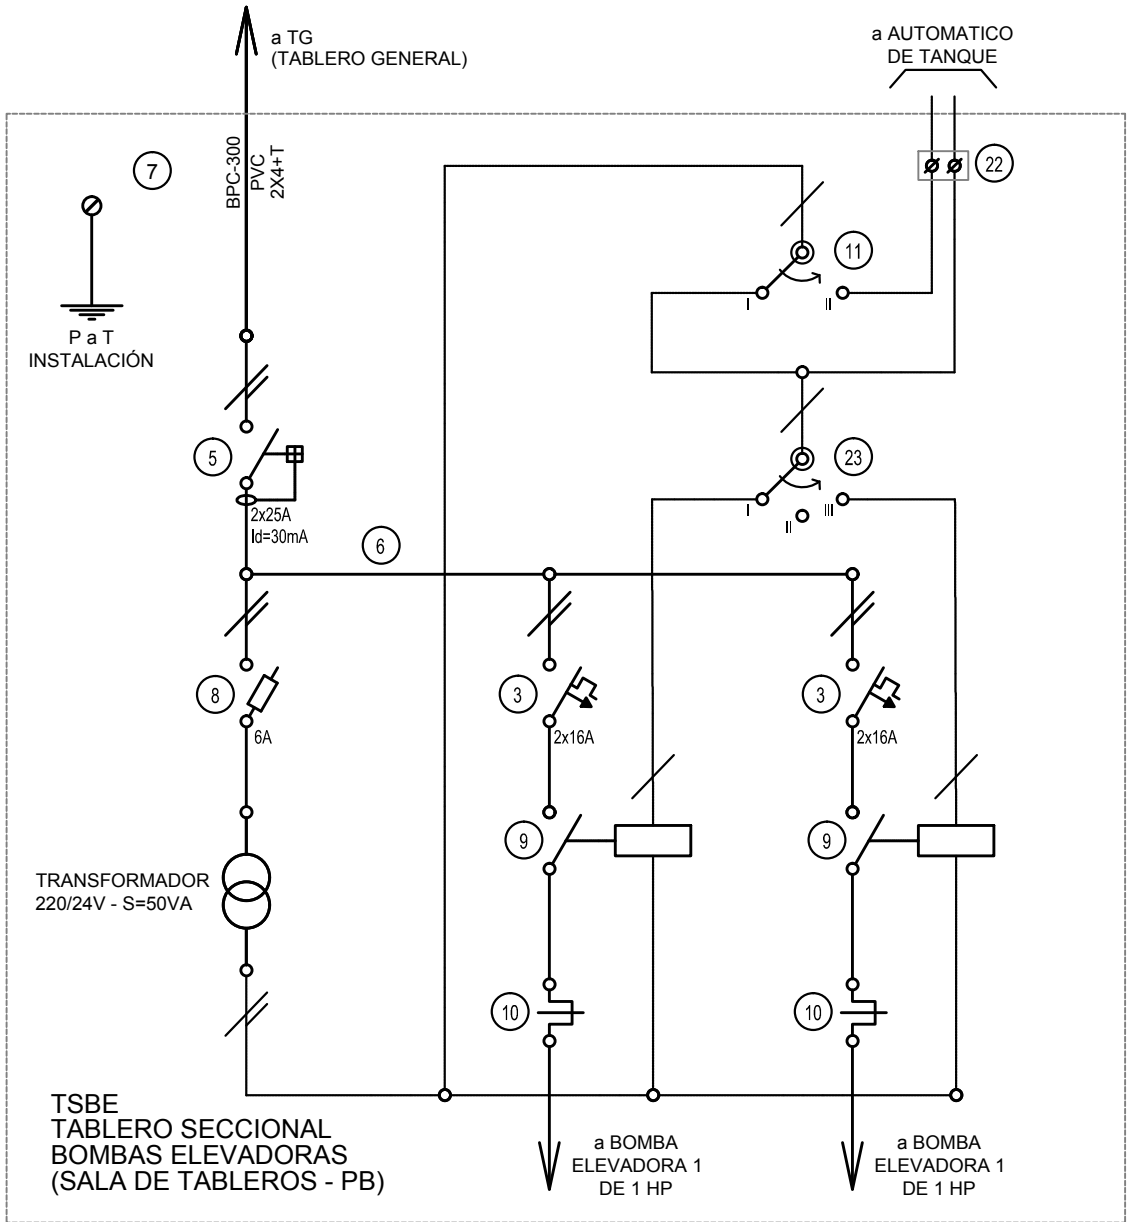 a TG
(TABLERO GENERAL)
a AUTOMATICO
DE TANQUE
BPC-300
PVC
2X4+T
7
22
11
I
II
P a T
INSTALACIÓN
5
2x25A
Id=30mA
23
I
II
III
6
8
6A
3
2x16A
3
2x16A
9
9
TRANSFORMADOR
220/24V - S=50VA
10
10
TSBE
TABLERO SECCIONAL
BOMBAS ELEVADORAS
(SALA DE TABLEROS - PB)
a BOMBA
ELEVADORA 1
DE 1 HP
a BOMBA
ELEVADORA 1
DE 1 HP